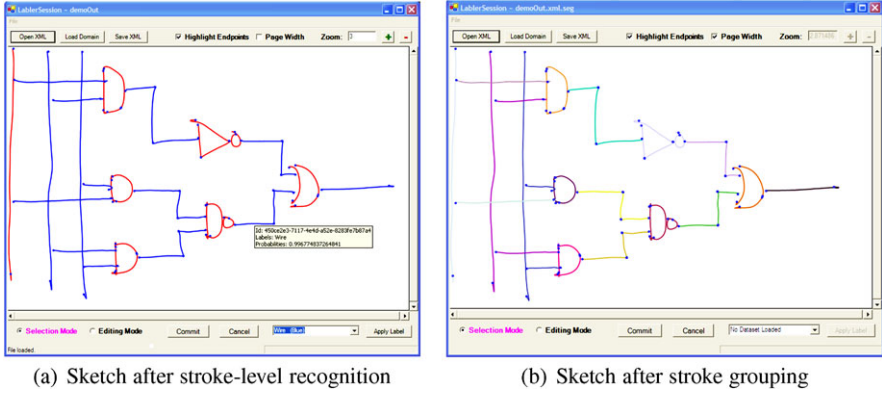 LablerSession - demoOut
File
Open XML Load Domain Save XML Highlight Endpoints Page Width Zoom: 3 + -
Id: 450ce2e3-7117-4e4d-a52e-8283fe7b87a4
Labels: Wire
Probabilities: 0.996774837264841
Selection Mode Editing Mode Commit Cancel Wire (Blue) Apply Label
File loaded
(a) Sketch after stroke-level recognition
LablerSession - demoOut.xml.seg
File
Open XML Load Domain Save XML Highlight Endpoints Page Width Zoom: + -
Selection Mode Editing Mode Commit Cancel No Dataset Loaded Apply Label
(b) Sketch after stroke grouping